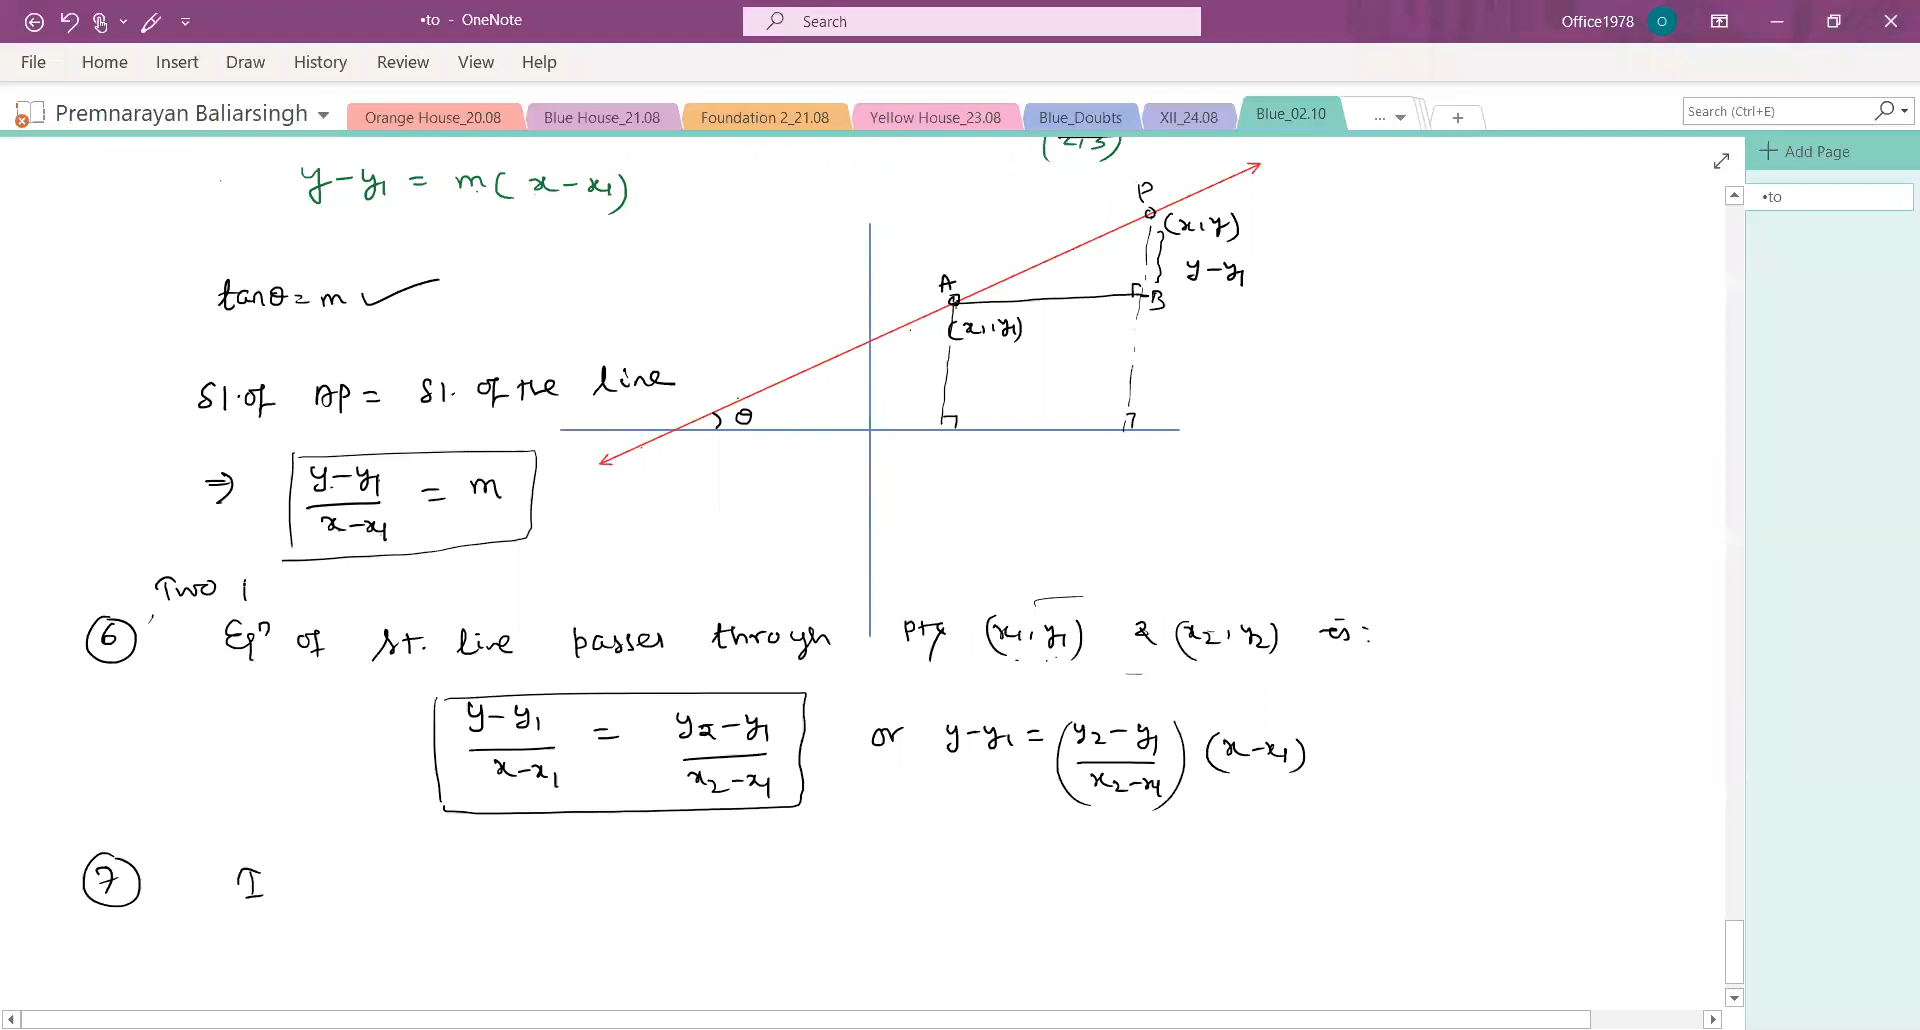 •to - OneNote
Search
Office1978
O
File Home Insert Draw History Review View Help
Premnarayan Baliarsingh
Orange House_20.08
Blue House_21.08
Foundation 2_21.08
Yellow House_23.08
Blue_Doubts
XII_24.08
Blue_02.10
...
+
Search (Ctrl+E)
Add Page
•to
(2,3)
y-y₁ = m(x-x₁)
P
(x,y)
y-y₁
A
B
(x₁,y₁)
θ
tanθ = m ✓
Sl. of AP = Sl. of the line
⇒ (y-y₁)/(x-x₁) = m
Two
⑥ Eqⁿ of st. line passes through pts (x₁,y₁) & (x₂,y₂) is:
(y-y₁)/(x-x₁) = (y₂-y₁)/(x₂-x₁) or y-y₁ = ((y₂-y₁)/(x₂-x₁)) (x-x₁)
⑦ I